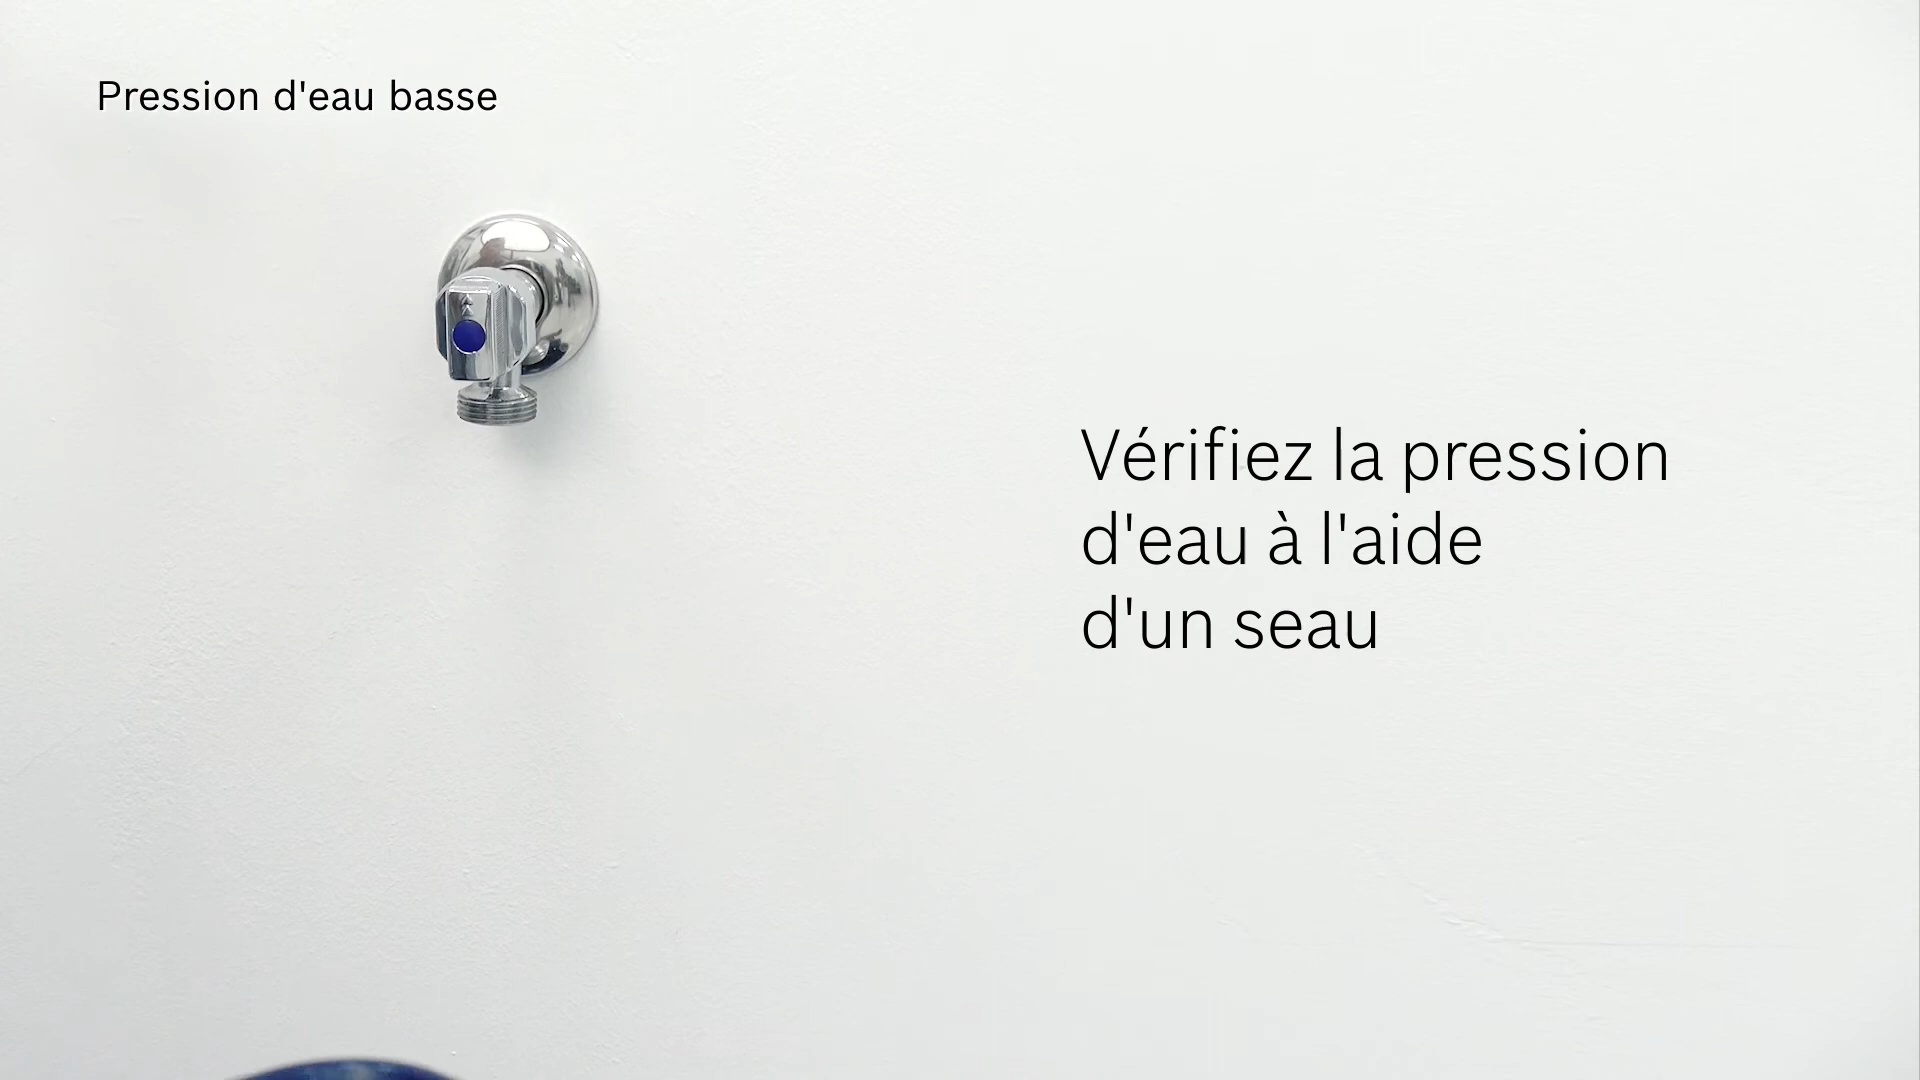 Pression d'eau basse
Vérifiez la pression
d'eau à l'aide
d'un seau